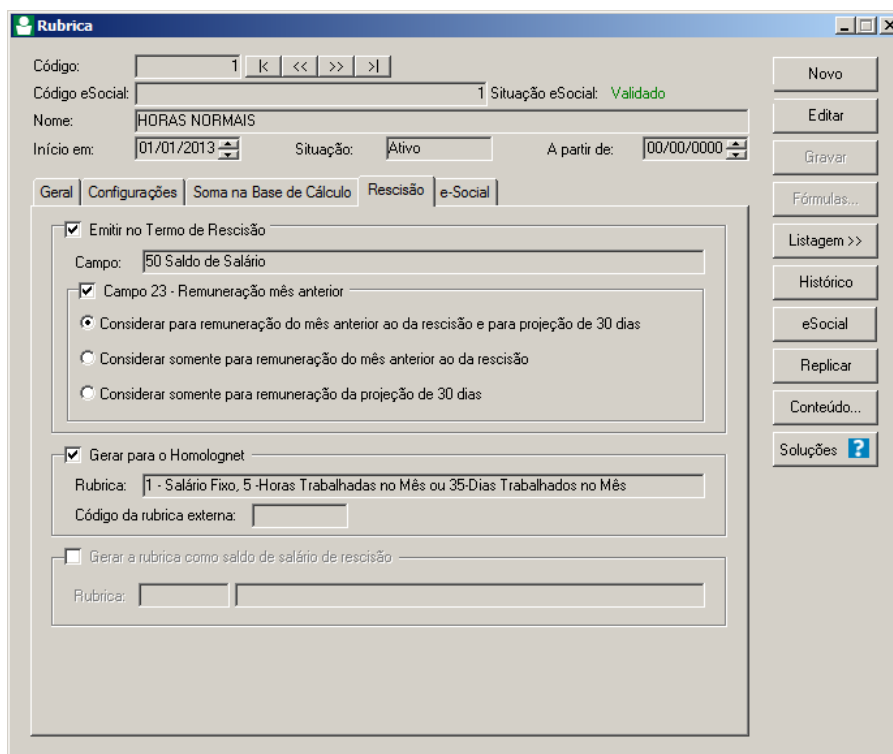 Rubrica
Código: 1 |< << >> >|
Código eSocial: 1 Situação eSocial: Validado
Nome: HORAS NORMAIS
Início em: 01/01/2013 Situação: Ativo A partir de: 00/00/0000
Geral Configurações Soma na Base de Cálculo Rescisão e-Social
Emitir no Termo de Rescisão
Campo: 50 Saldo de Salário
Campo 23 - Remuneração mês anterior
Considerar para remuneração do mês anterior ao da rescisão e para projeção de 30 dias
Considerar somente para remuneração do mês anterior ao da rescisão
Considerar somente para remuneração da projeção de 30 dias
Gerar para o Homolognet
Rubrica: 1 - Salário Fixo, 5 -Horas Trabalhadas no Mês ou 35-Dias Trabalhados no Mês
Código da rubrica externa:
Gerar a rubrica como saldo de salário de rescisão
Rubrica:
Novo
Editar
Gravar
Fórmulas...
Listagem >>
Histórico
eSocial
Replicar
Conteúdo...
Soluções ?